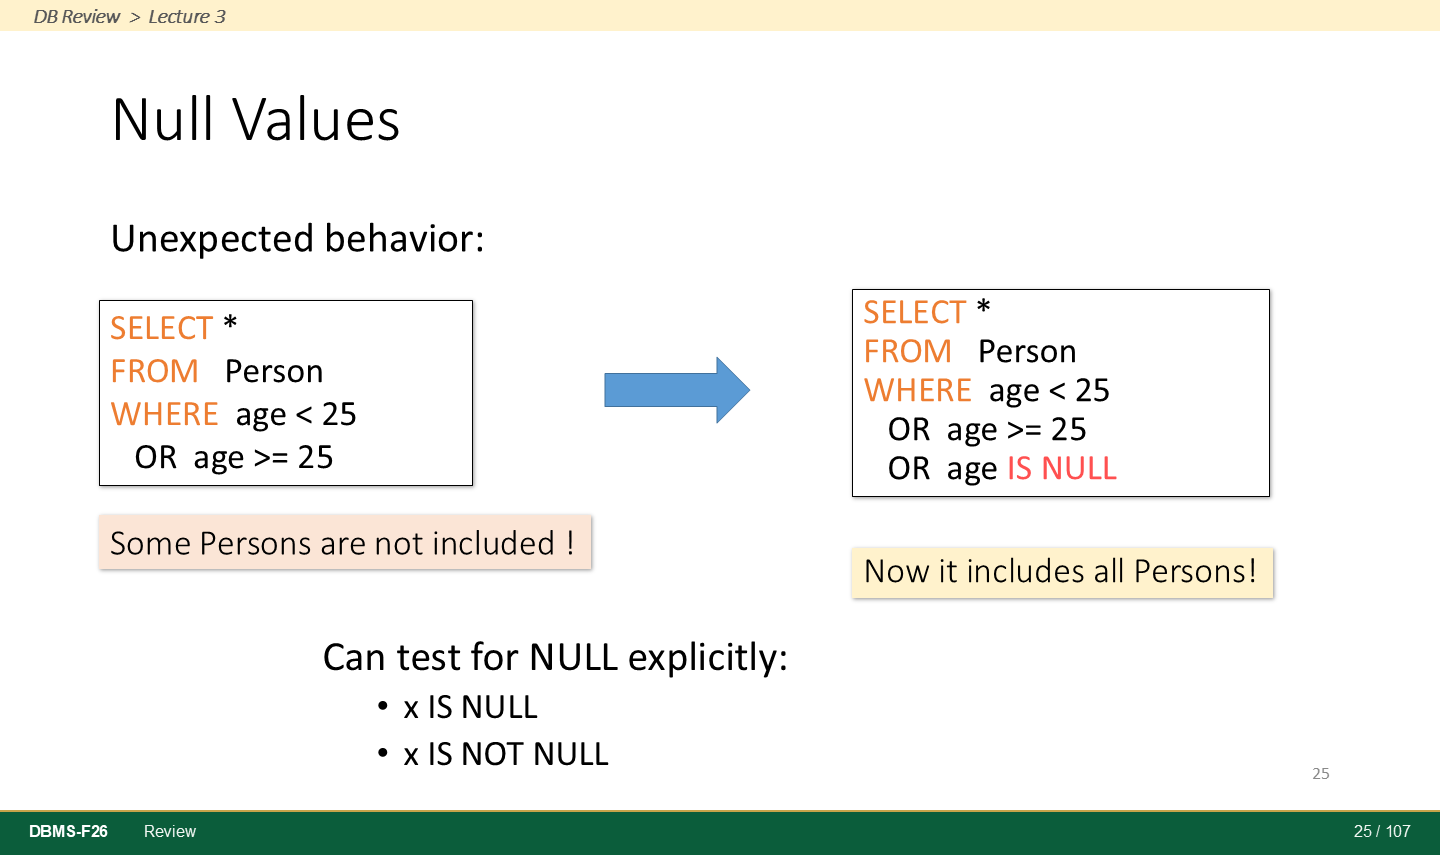 DB Review > Lecture 3
Null Values
Unexpected behavior:
SELECT *
FROM Person
WHERE age < 25
OR age >= 25
Some Persons are not included !
SELECT *
FROM Person
WHERE age < 25
OR age >= 25
OR age IS NULL
Now it includes all Persons!
Can test for NULL explicitly:
• x IS NULL
• x IS NOT NULL
25
DBMS-F26 Review 25 / 107